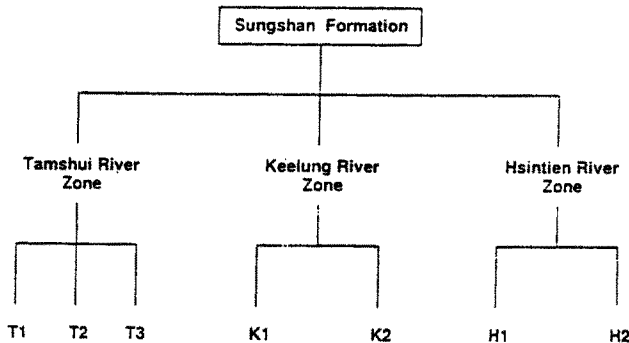 Sungshan Formation
Tamshui River
Zone
Keelung River
Zone
Hsintien River
Zone
T1 T2 T3 K1 K2 H1 H2